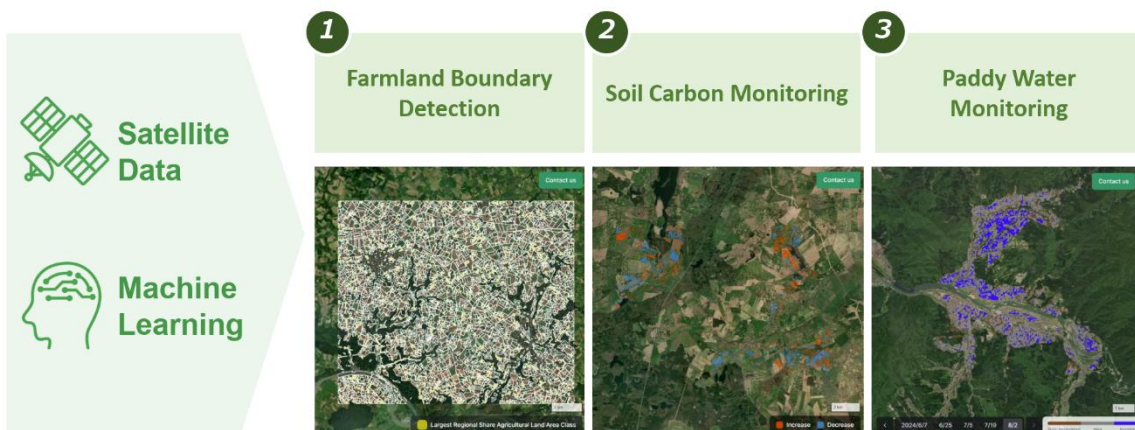 Satellite
Data
Machine
Learning
1
Farmland Boundary
Detection
Contact us
Largest Regional Share Agricultural Land Area Class
2
Soil Carbon Monitoring
Contact us
Increase
Decrease
3
Paddy Water
Monitoring
Contact us
2024/6/7 6/25 7/5 7/19 8/2